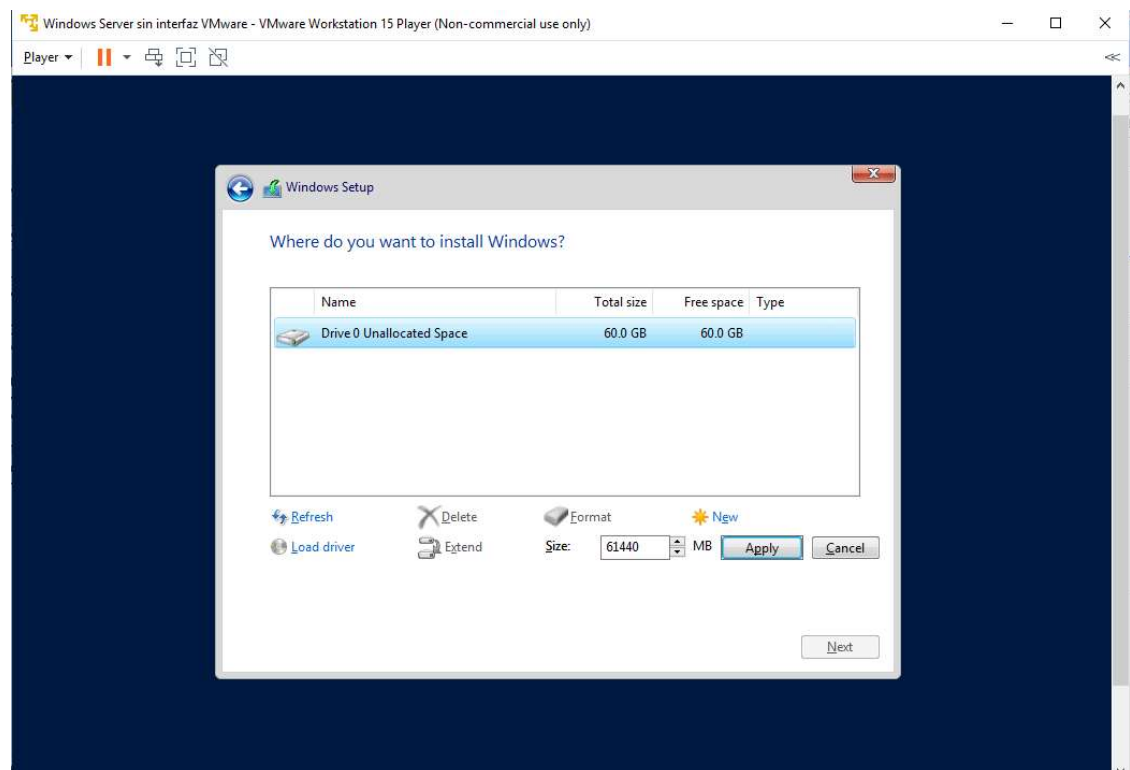 Windows Server sin interfaz VMware - VMware Workstation 15 Player (Non-commercial use only)
Player
Windows Setup
Where do you want to install Windows?
Name Total size Free space Type
Drive 0 Unallocated Space 60.0 GB 60.0 GB
Refresh Delete Format New
Load driver Extend Size: 61440 MB Apply Cancel
Next